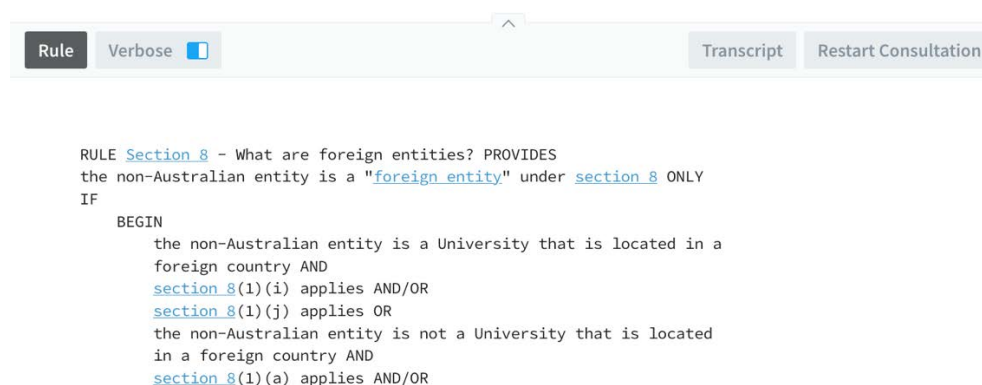 Rule Verbose Transcript Restart Consultation
RULE Section 8 - What are foreign entities? PROVIDES
the non-Australian entity is a "foreign entity" under section 8 ONLY
IF
BEGIN
the non-Australian entity is a University that is located in a
foreign country AND
section 8(1)(i) applies AND/OR
section 8(1)(j) applies OR
the non-Australian entity is not a University that is located
in a foreign country AND
section 8(1)(a) applies AND/OR